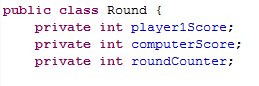 public class Round {
    private int player1Score;
    private int computerScore;
    private int roundCounter;